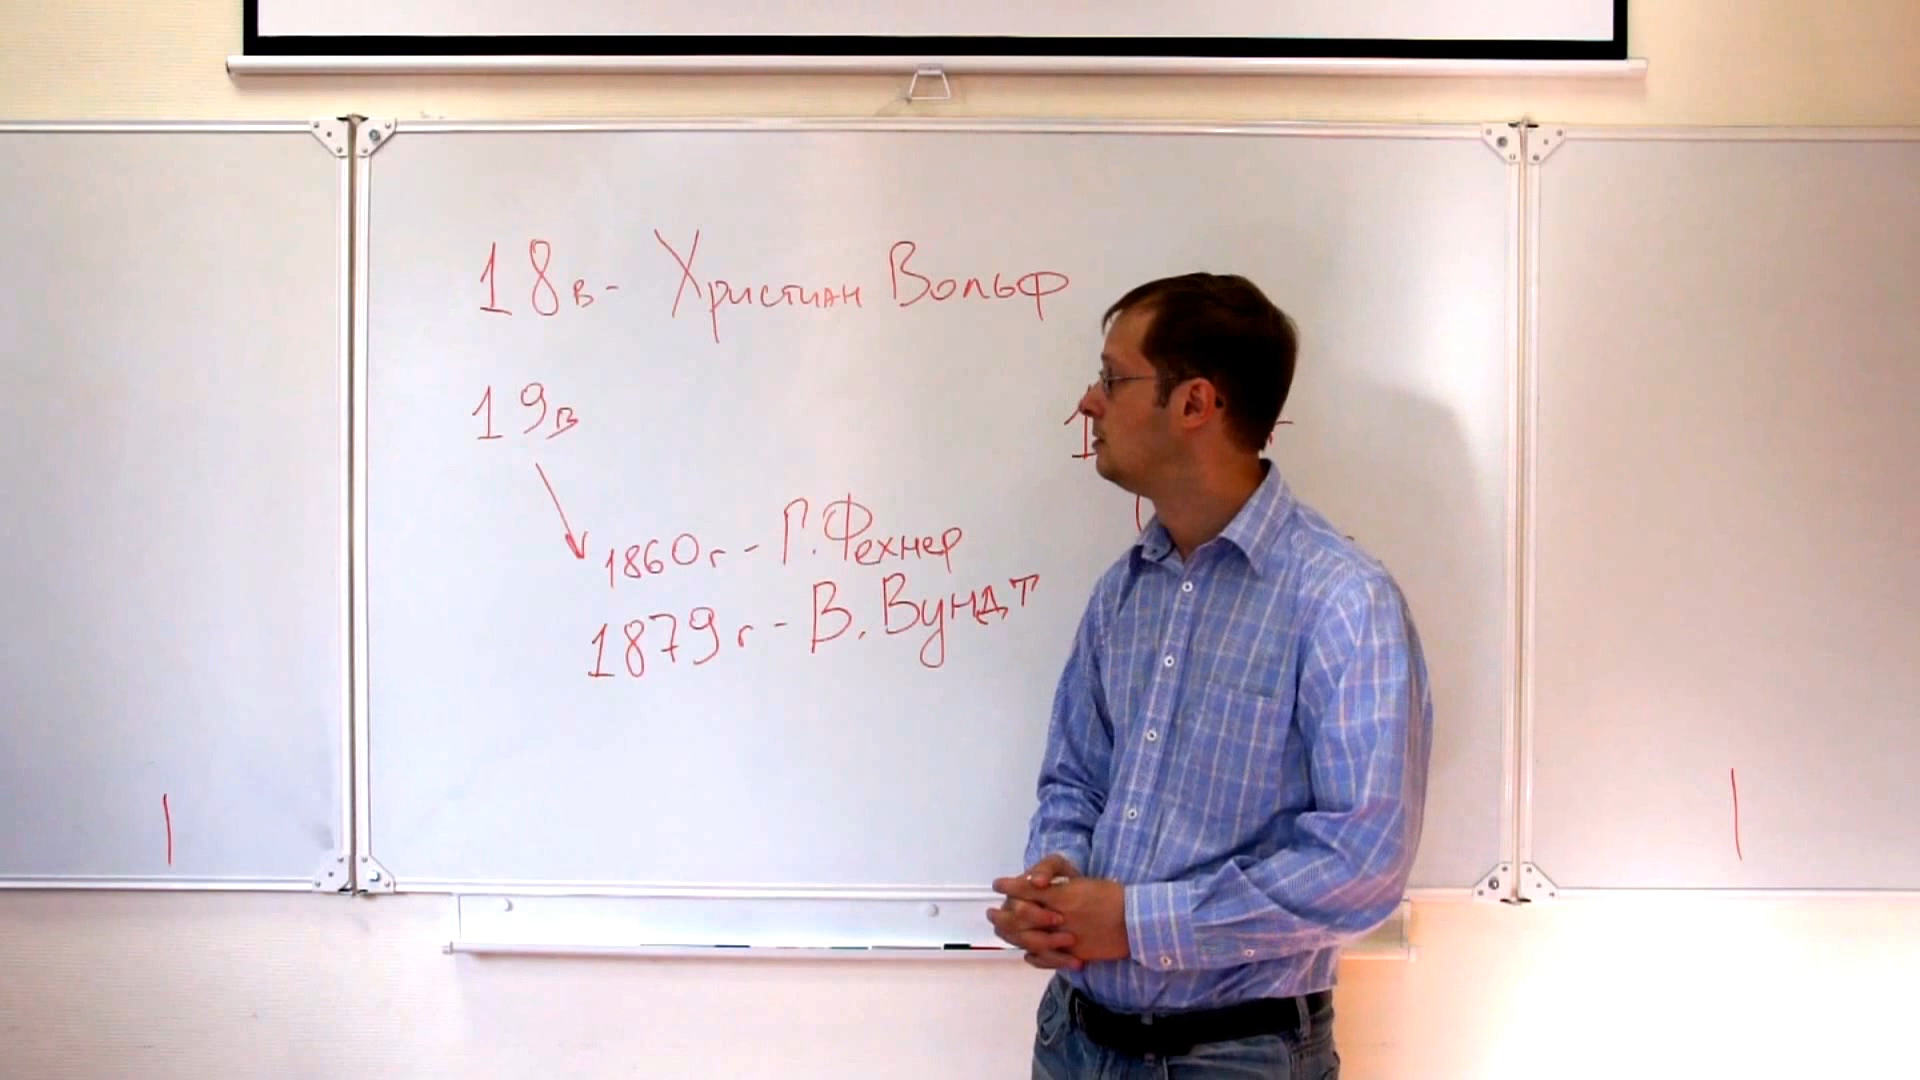 18в - Христиан Вольф
19в
1860г - Г. Фехнер
1879г - В. Вундт